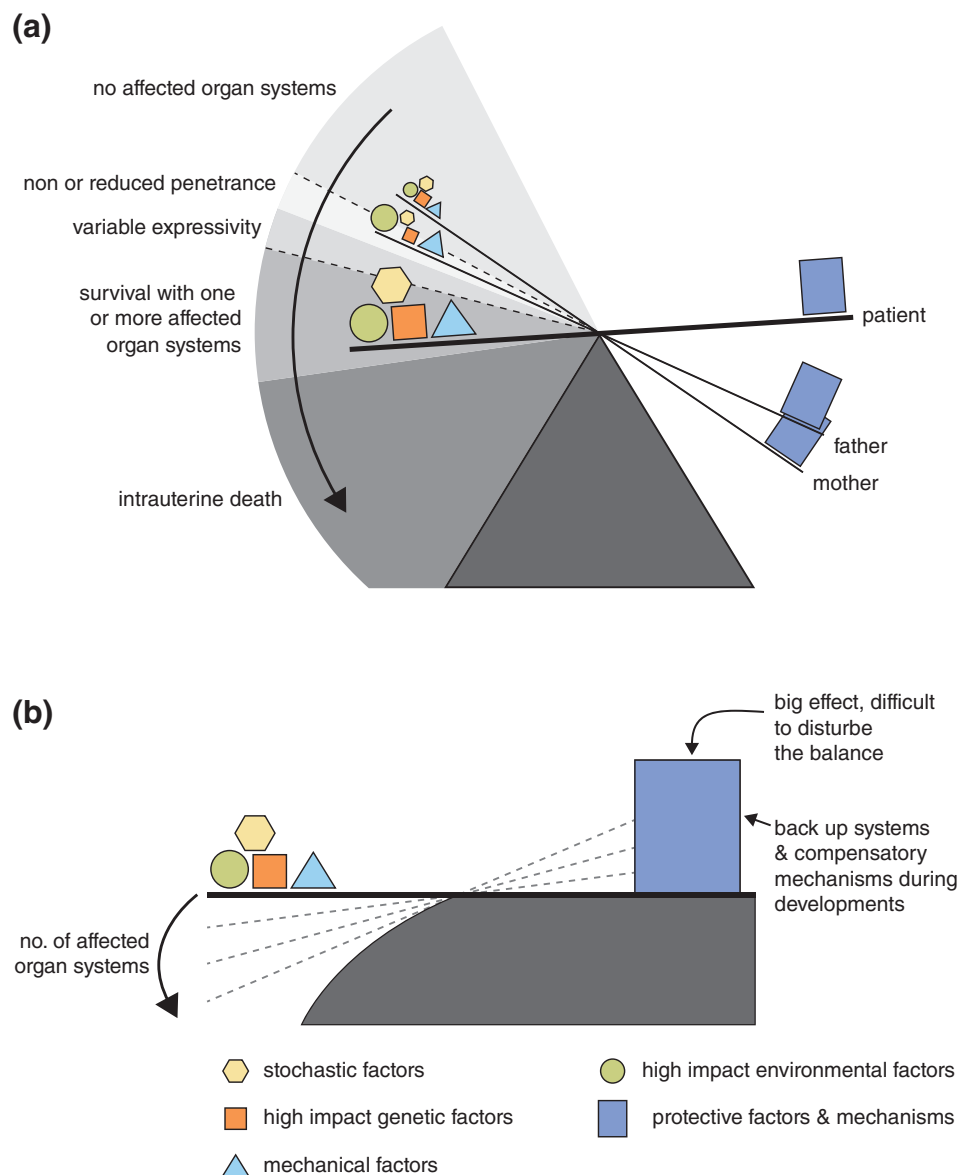 (a)
no affected organ systems
non or reduced penetrance
variable expressivity
survival with one
or more affected
organ systems
intrauterine death
patient
father
mother
(b)
big effect, difficult
to disturbe
the balance
back up systems
& compensatory
mechanisms during
developments
no. of affected
organ systems
stochastic factors
high impact environmental factors
high impact genetic factors
protective factors & mechanisms
mechanical factors